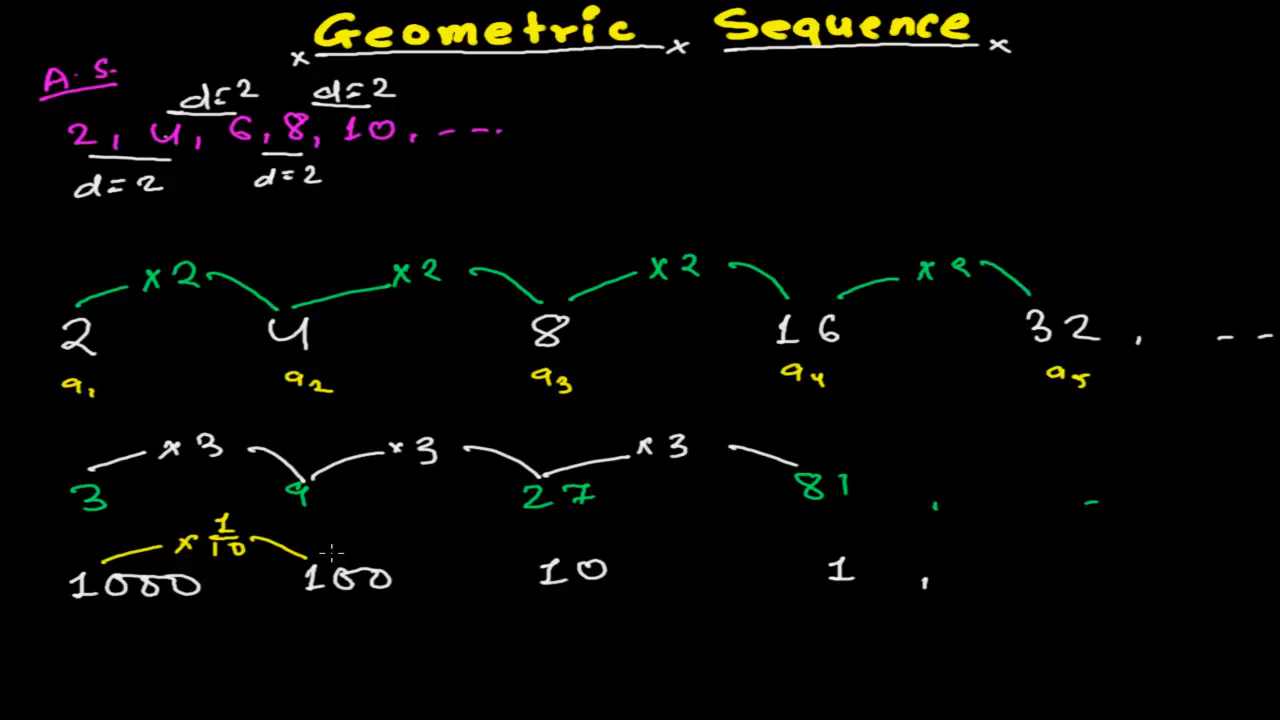 × Geometric × Sequence ×
A.S.
d=2 d=2
2, 4, 6, 8, 10, ---
d=2 d=2
×2 ×2 ×2 ×2
2 4 8 16 32 , --
a1 a2 a3 a4 a5
×3 ×3 ×3
3 9 27 81 , -
× 1/10
1000 100 10 1 ,